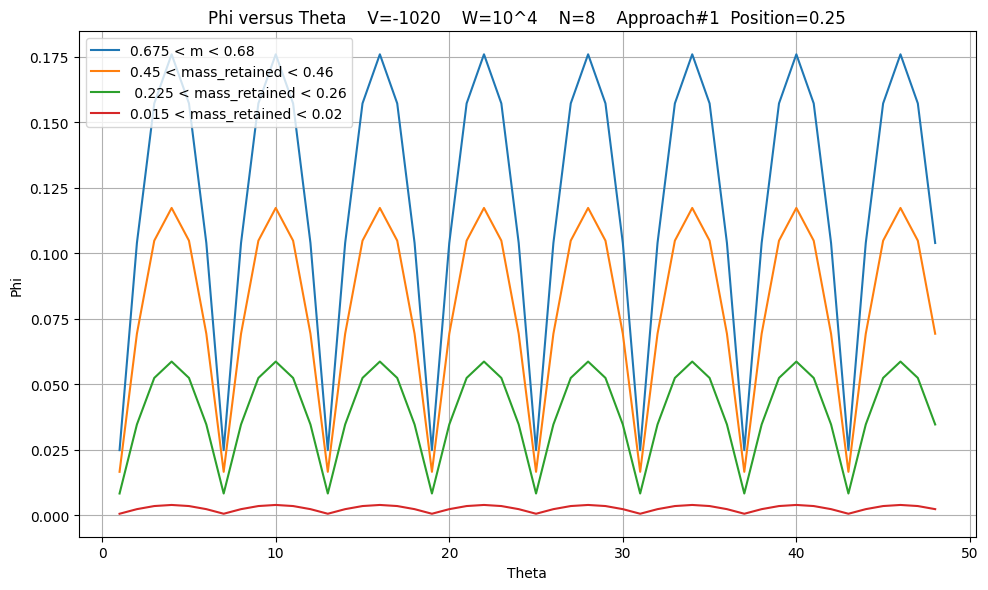 Phi versus Theta    V=-1020    W=10^4    N=8    Approach#1  Position=0.25
0.675 < m < 0.68
0.45 < mass_retained < 0.46
0.225 < mass_retained < 0.26
0.015 < mass_retained < 0.02
0.175
0.150
0.125
0.100
0.075
0.050
0.025
0.000
Phi
0
10
20
30
40
50
Theta